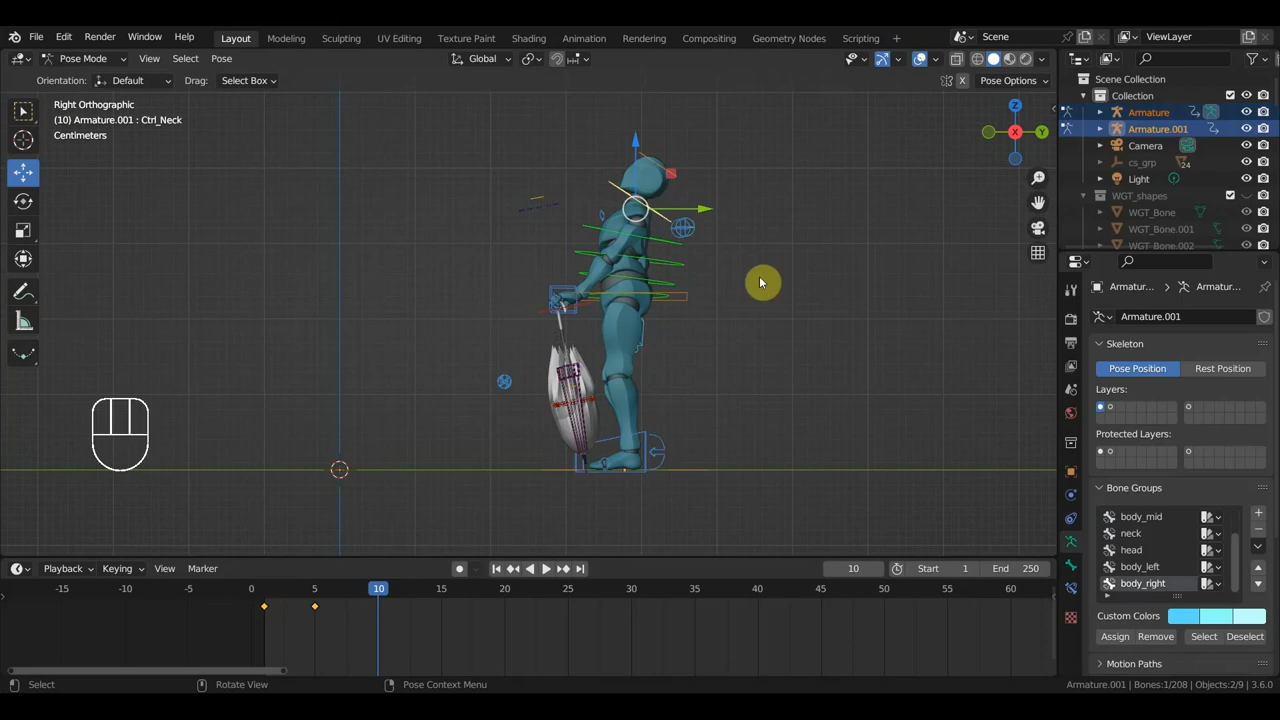 File Edit Render Window Help Layout Modeling Sculpting UV Editing Texture Paint Shading Animation Rendering Compositing Geometry Nodes Scripting + Scene ViewLayer
Pose Mode View Select Pose Global
Orientation: Default Drag: Select Box X Pose Options
Right Orthographic
(10) Armature.001 : Ctrl_Neck
Centimeters
Z
X
Y
Scene Collection
Collection
Armature
Armature.001
Camera
cs_grp 24
Light
WGT_shapes
WGT_Bone
WGT_Bone.001
WGT_Bone.002
Armatur... Armatur...
Armature.001
Skeleton
Pose Position Rest Position
Layers:
Protected Layers:
Bone Groups
body_mid
neck
head
body_left
body_right
Custom Colors
Assign Remove Select Deselect
Motion Paths
Playback Keying View Marker 10 Start 1 End 250
-15 -10 -5 0 5 10 15 20 25 30 35 40 45 50 55 60
Select Rotate View Pose Context Menu Armature.001 | Bones:1/208 | Objects:2/9 | 3.6.0